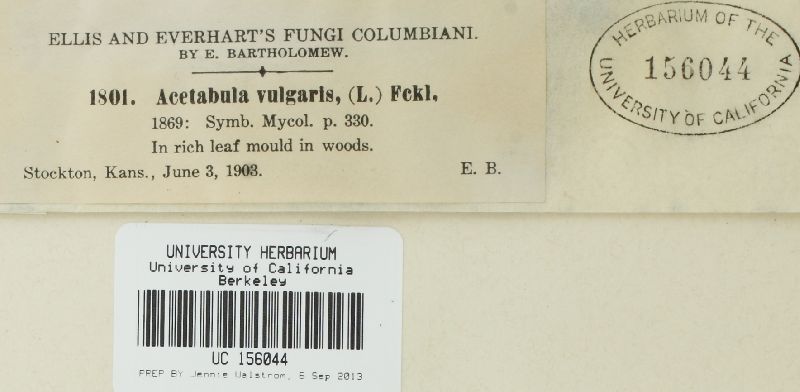 ELLIS AND EVERHART'S FUNGI COLUMBIANI.
BY E. BARTHOLOMEW.
1801. Acetabula vulgaris, (L.) Fckl.
1869: Symb. Mycol. p. 330.
In rich leaf mould in woods.
Stockton, Kans., June 3, 1903. E. B.
HERBARIUM OF THE
156044
UNIVERSITY OF CALIFORNIA
UNIVERSITY HERBARIUM
University of California
Berkeley
UC 156044
PREP BY Jennie Walstrom, 5 Sep 2013